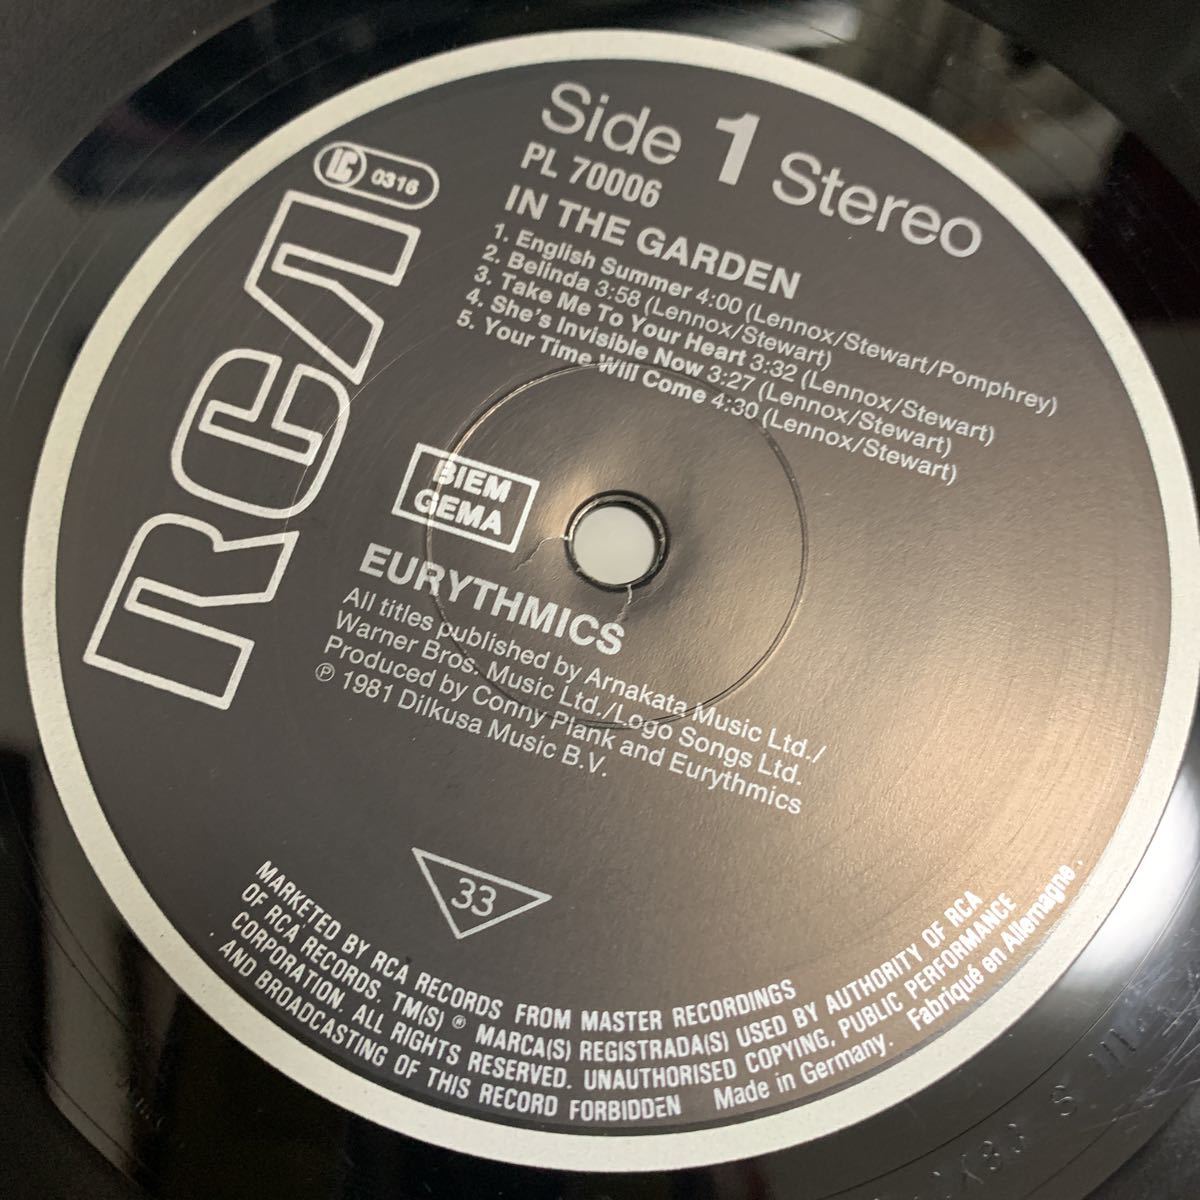 Side 1 Stereo
PL 70006
IN THE GARDEN
1. English Summer 4:00 (Lennox/Stewart/Pomphrey)
2. Belinda 3:58 (Lennox/Stewart)
3. Take Me To Your Heart 3:32 (Lennox/Stewart)
4. She's Invisible Now 3:27 (Lennox/Stewart)
5. Your Time Will Come 4:30 (Lennox/Stewart)
LC 0316
RCA
BIEM
GEMA
EURYTHMICS
All titles published by Arnakata Music Ltd./
Warner Bros. Music Ltd./Logo Songs Ltd.
Produced by Conny Plank and Eurythmics
℗ 1981 Dilkusa Music B.V.
33
MARKETED BY RCA RECORDS FROM MASTER RECORDINGS
OF RCA RECORDS. TM(S) ® MARCA(S) REGISTRADA(S) USED BY AUTHORITY OF RCA
CORPORATION. ALL RIGHTS RESERVED. UNAUTHORISED COPYING, PUBLIC PERFORMANCE
AND BROADCASTING OF THIS RECORD FORBIDDEN Made in Germany. Fabriqué en Allemagne.